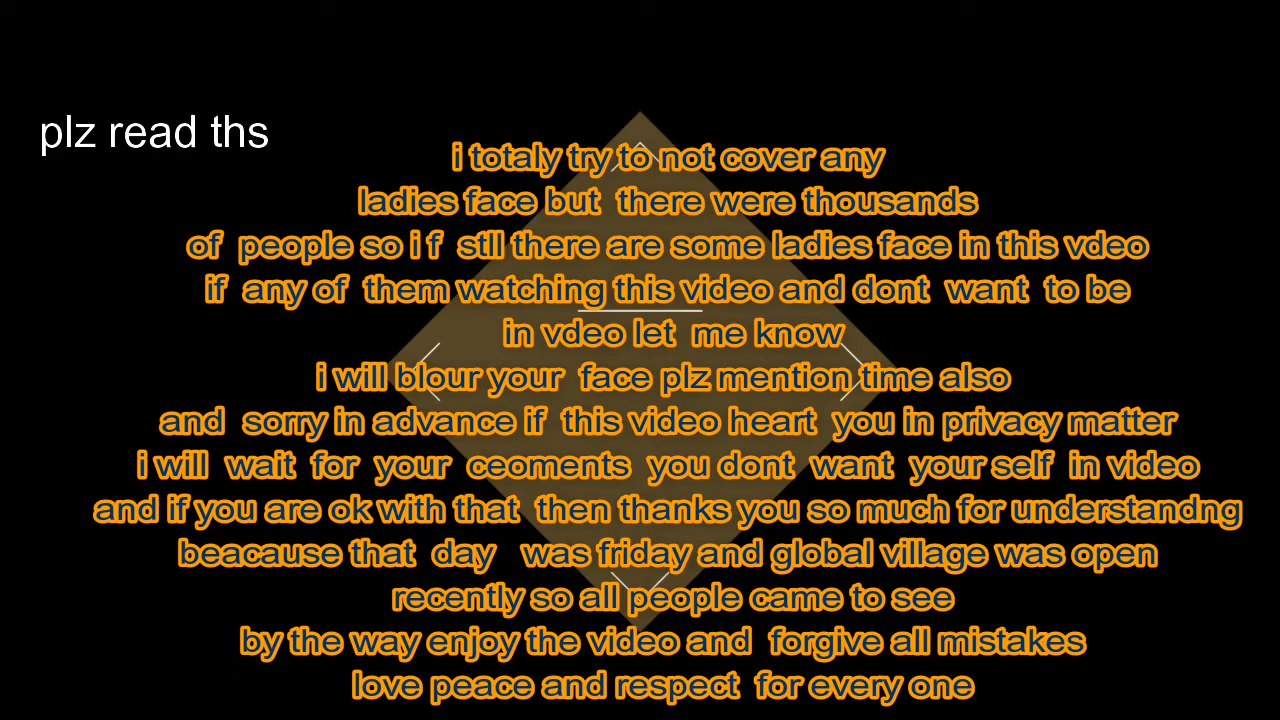 plz read ths
i totaly try to not cover any
ladies face but there were thousands
of people so i f stll there are some ladies face in this vdeo
if any of them watching this video and dont want to be
in vdeo let me know
i will blour your face plz mention time also
and sorry in advance if this video heart you in privacy matter
i will wait for your ceoments you dont want your self in video
and if you are ok with that then thanks you so much for understandng
beacause that day was friday and global village was open
recently so all people came to see
by the way enjoy the video and forgive all mistakes
love peace and respect for every one